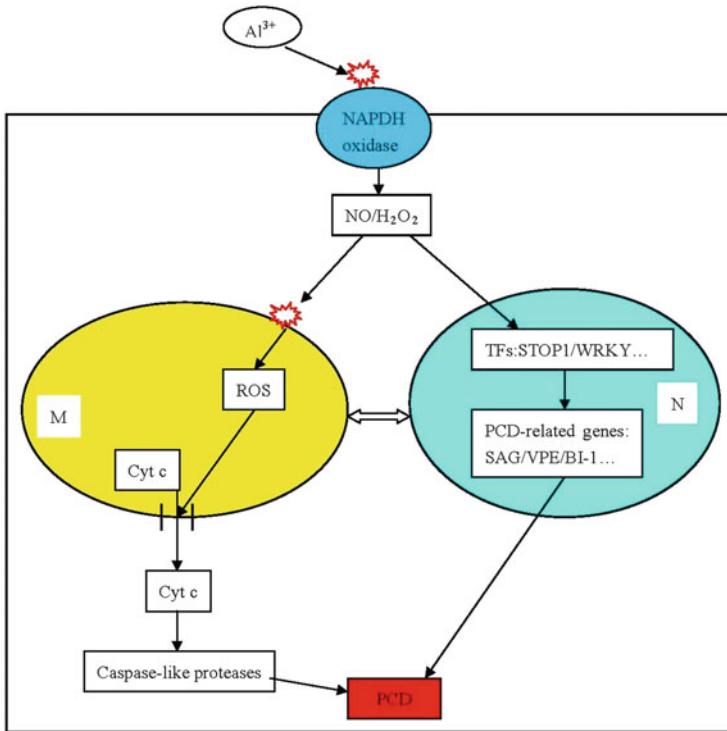 Al³⁺
NAPDH
oxidase
NO/H₂O₂
TFs:STOP1/WRKY...
ROS
M
N
PCD-related genes:
SAG/VPE/BI-1...
Cyt c
Cyt c
Caspase-like proteases
PCD